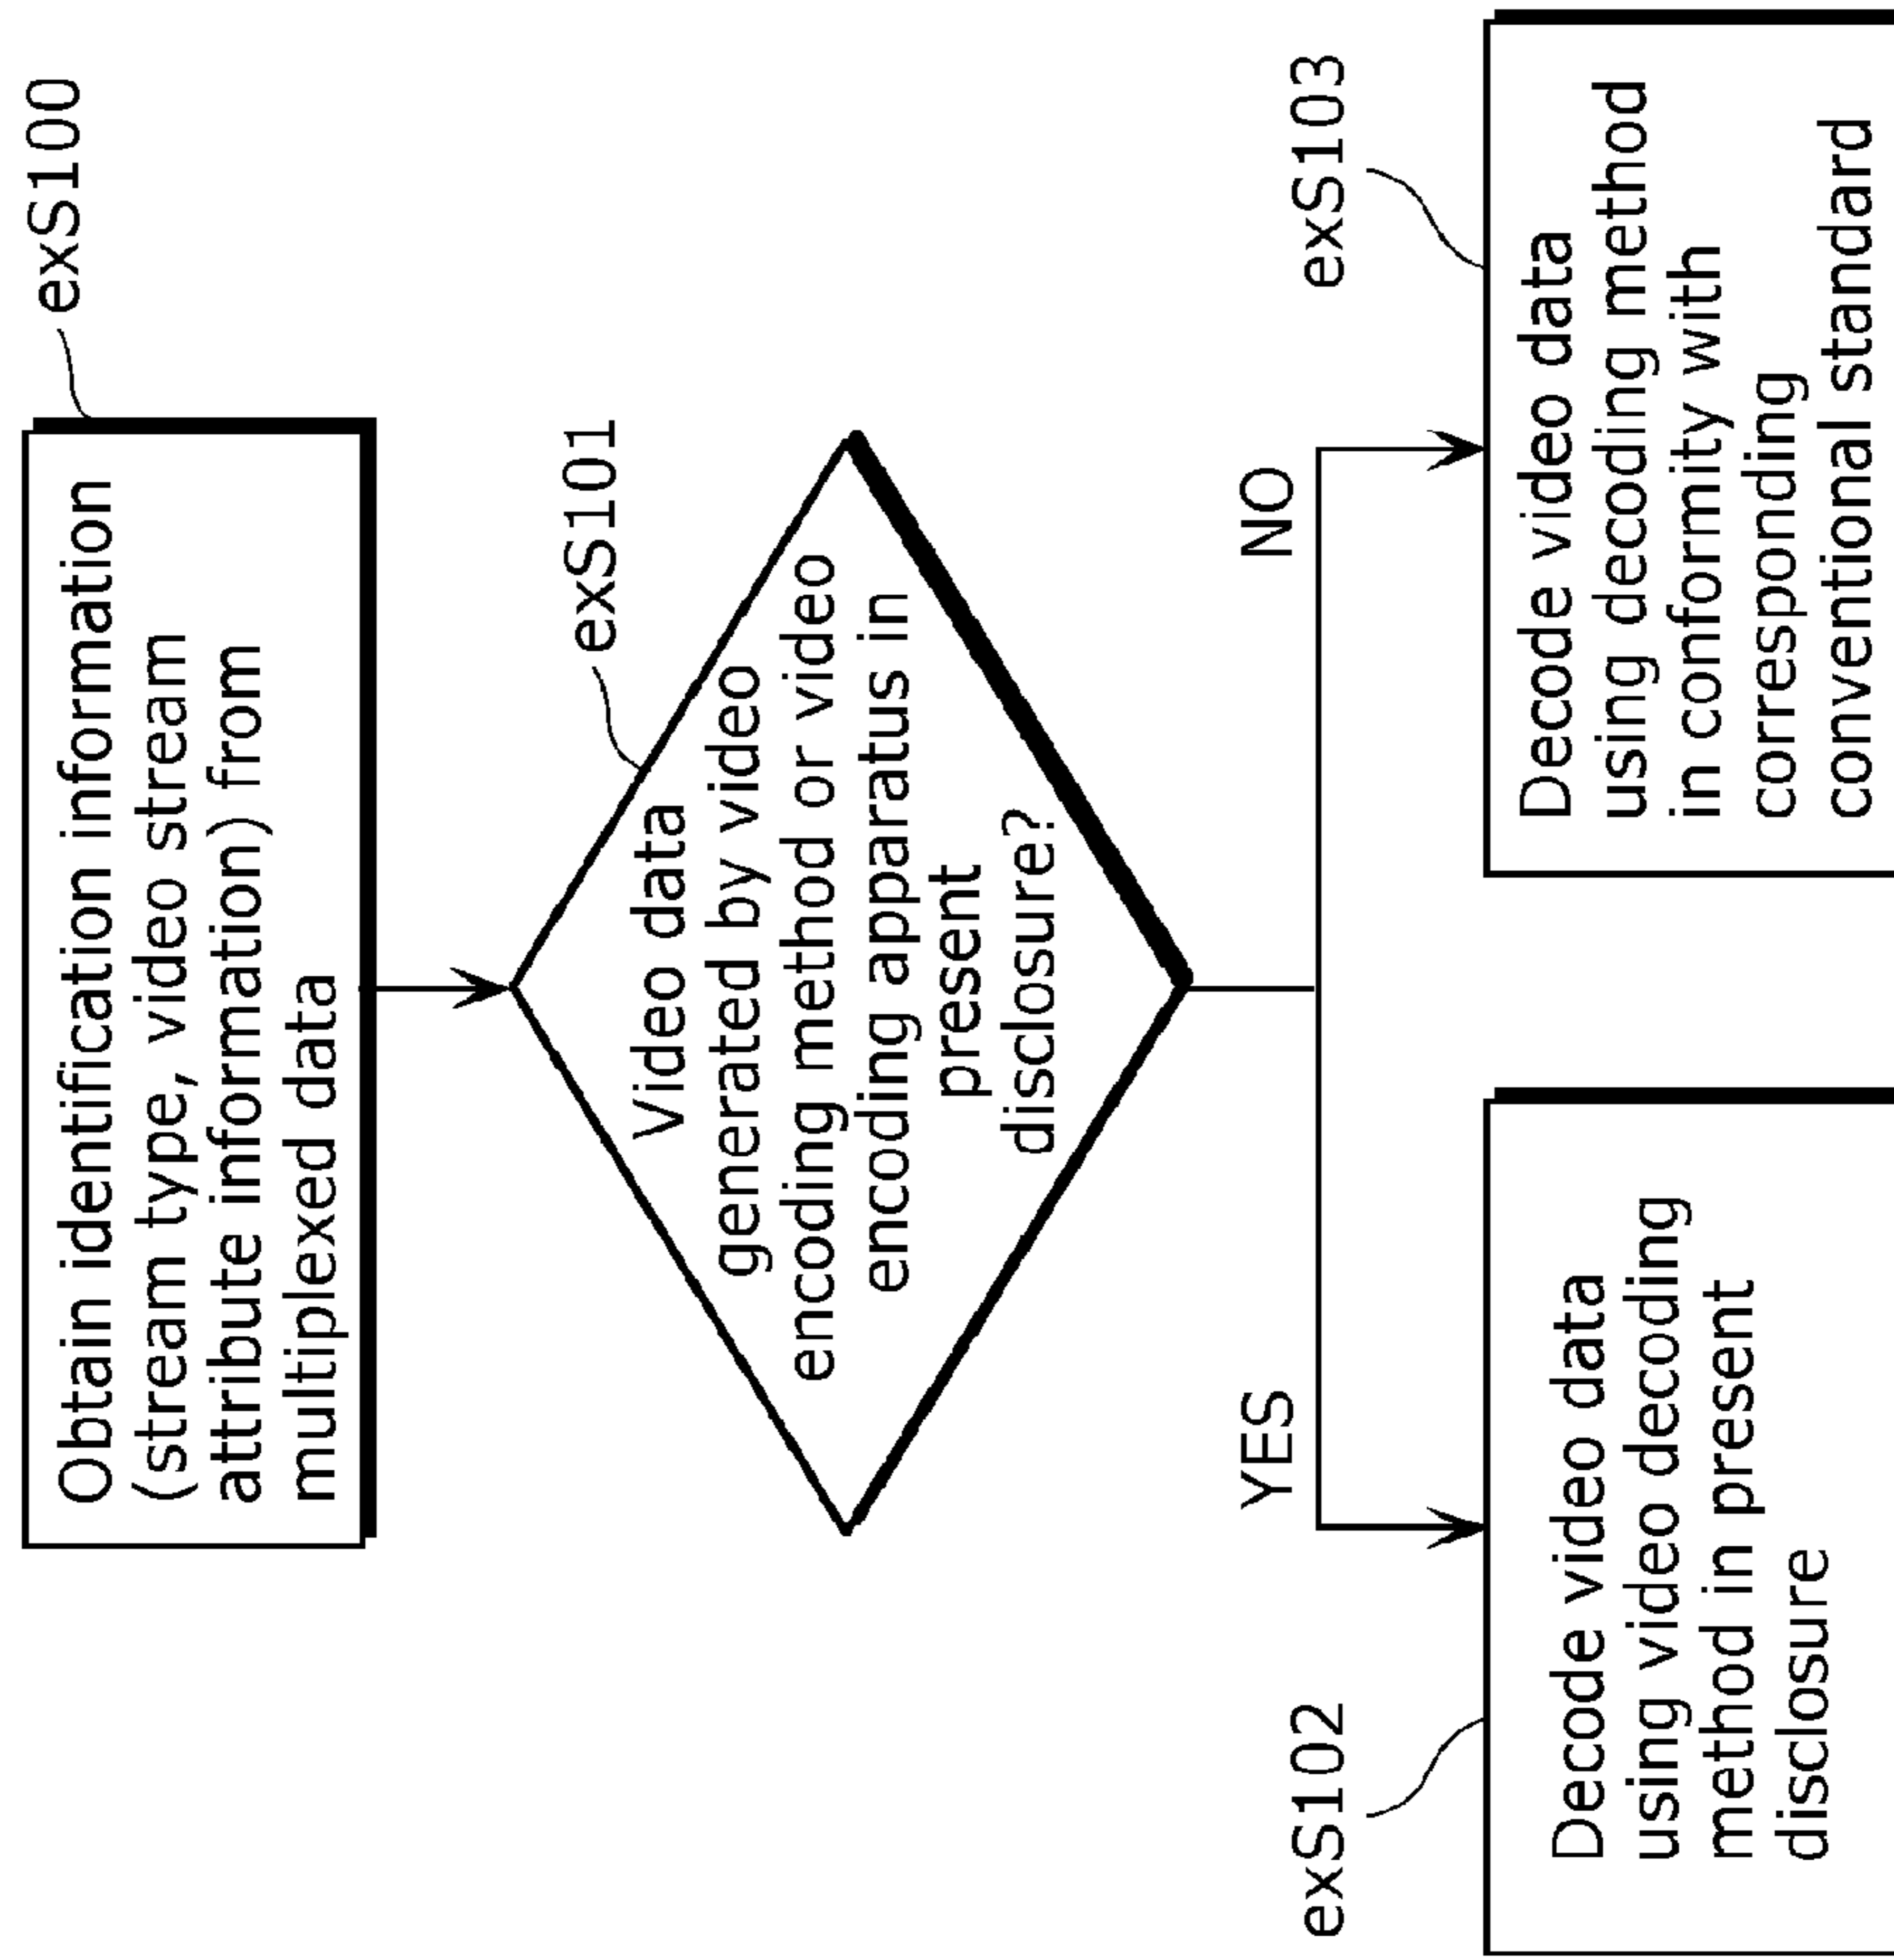 exS100
Obtain identification information
(stream type, video stream
attribute information) from
multiplexed data
exS101
Video data
generated by video
encoding method or video
encoding apparatus in
present
disclosure?
YES
NO
exS102
exS103
Decode video data
using video decoding
method in present
disclosure
Decode video data
using decoding method
in conformity with
corresponding
conventional standard